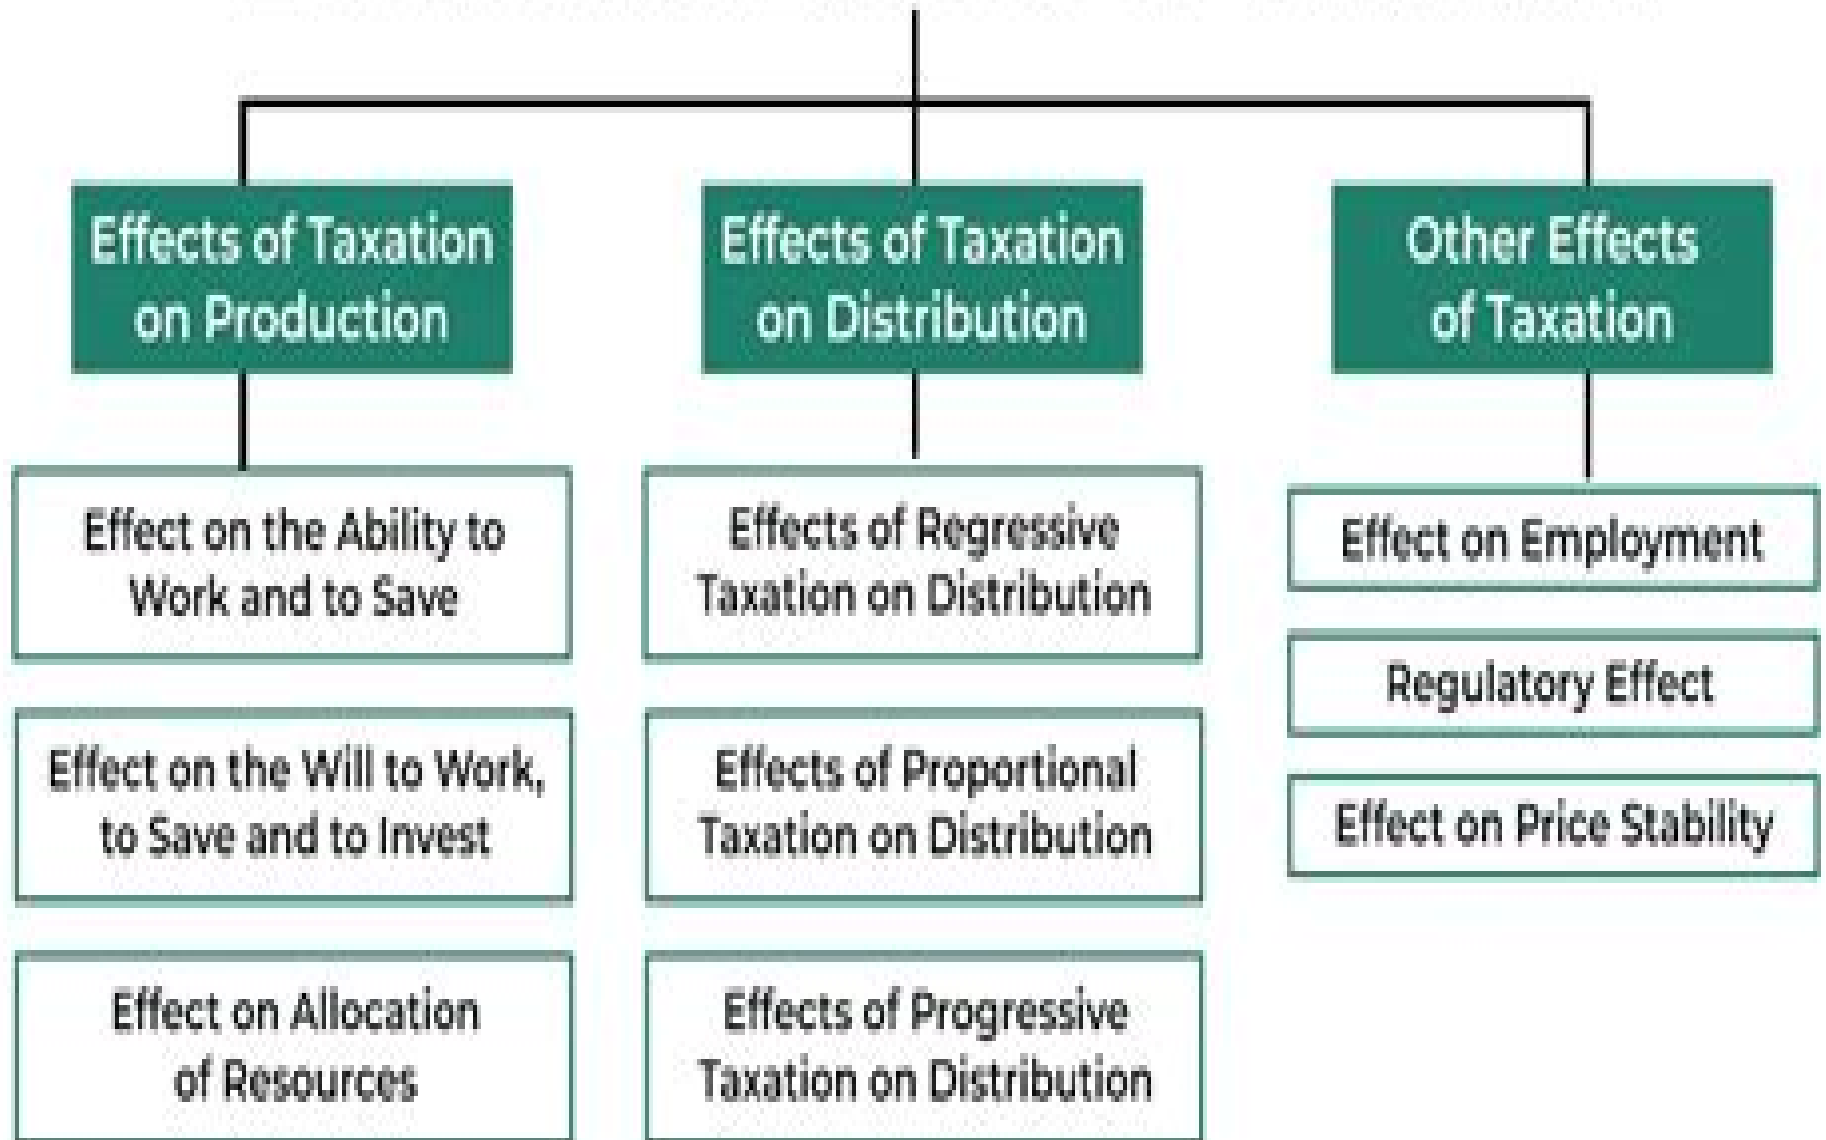 Effects of Taxation
on Production
Effect on the Ability to
Work and to Save
Effect on the Will to Work,
to Save and to Invest
Effect on Allocation
of Resources
Effects of Taxation
on Distribution
Effects of Regressive
Taxation on Distribution
Effects of Proportional
Taxation on Distribution
Effects of Progressive
Taxation on Distribution
Other Effects
of Taxation
Effect on Employment
Regulatory Effect
Effect on Price Stability